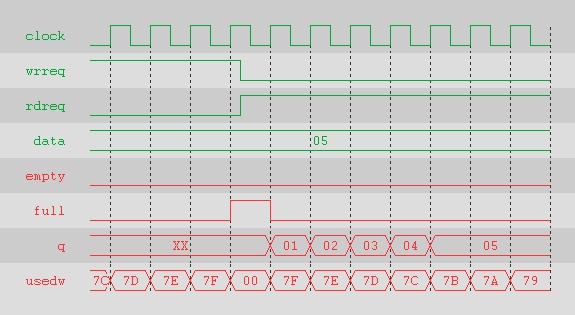 clock
wrreq
rdreq
data 05
empty
full
q XX 01 02 03 04 05
usedw 7C 7D 7E 7F 00 7F 7E 7D 7C 7B 7A 79